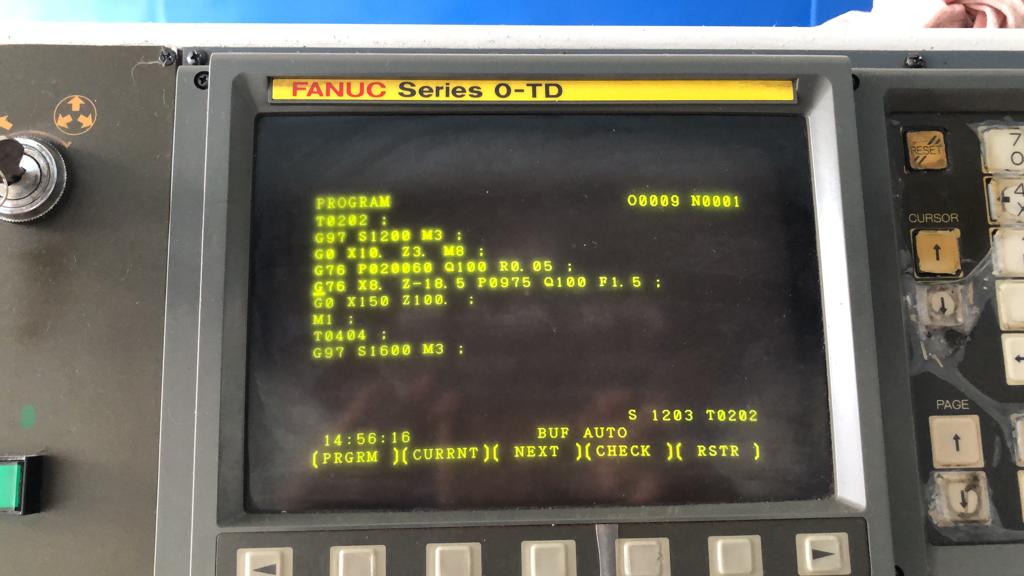 FANUC Series 0-TD
PROGRAM O0009 N0001
T0202 ;
G97 S1200 M3 ;
G0 X10. Z3. M8 ;
G76 P020060 Q100 R0.05 ;
G76 X8. Z-18.5 P0975 Q100 F1.5 ;
G0 X150 Z100. ;
M1 ;
T0404 ;
G97 S1600 M3 ;
S 1203 T0202
14:56:16 BUF AUTO
(PRGRM )(CURRNT)( NEXT )(CHECK )( RSTR )
RESET
7
CURSOR
4
PAGE